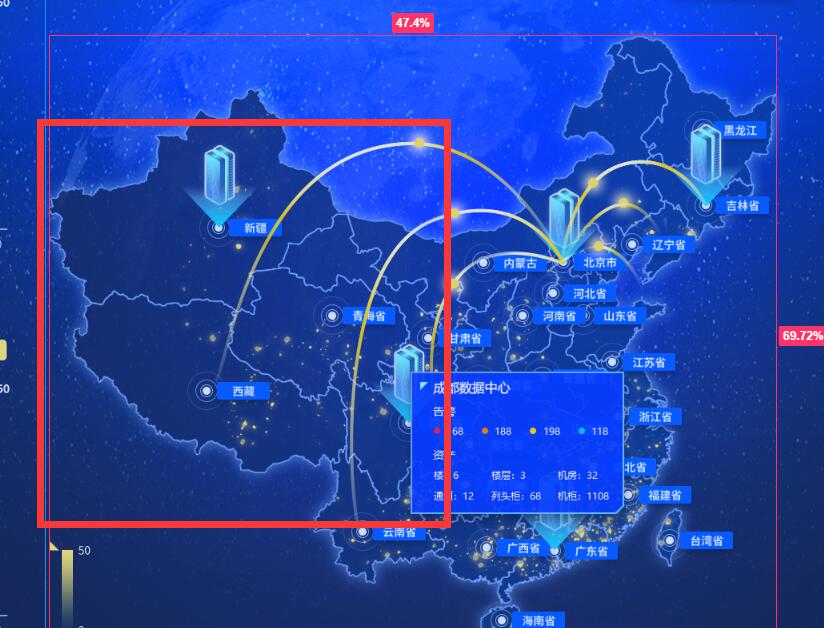 50
47.4%
黑龙江
吉林省
新疆
辽宁省
内蒙古
北京市
河北省
青海省
河南省
山东省
69.72%
甘肃省
江苏省
50
西藏
成都数据中心
告警
68 188 198 118
浙江省
资产
楼 6 楼层: 3 机房: 32
北省
通道: 12 列头柜: 68 机柜: 1108
福建省
云南省
台湾省
广西省
广东省
50
海南省